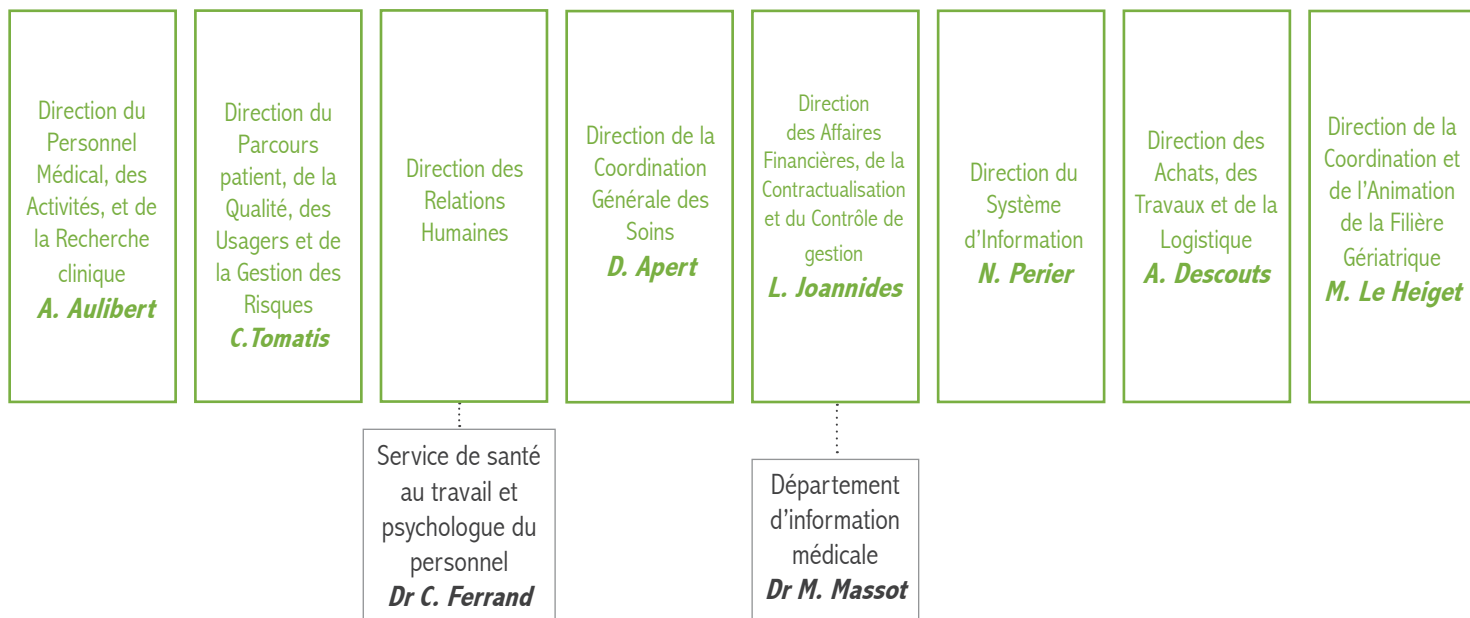 Direction du
Personnel
Médical, des
Activités, et de
la Recherche
clinique
A. Aulibert
Direction du
Parcours
patient, de la
Qualité, des
Usagers et de
la Gestion des
Risques
C.Tomatis
Direction des
Relations
Humaines
Direction de la
Coordination
Générale des
Soins
D. Apert
Direction
des Affaires
Financières, de la
Contractualisation
et du Contrôle de
gestion
L. Joannides
Direction du
Système
d'Information
N. Perier
Direction des
Achats, des
Travaux et de la
Logistique
A. Descouts
Direction de la
Coordination et
de l'Animation
de la Filière
Gériatrique
M. Le Heiget
Service de santé
au travail et
psychologue du
personnel
Dr C. Ferrand
Département
d'information
médicale
Dr M. Massot